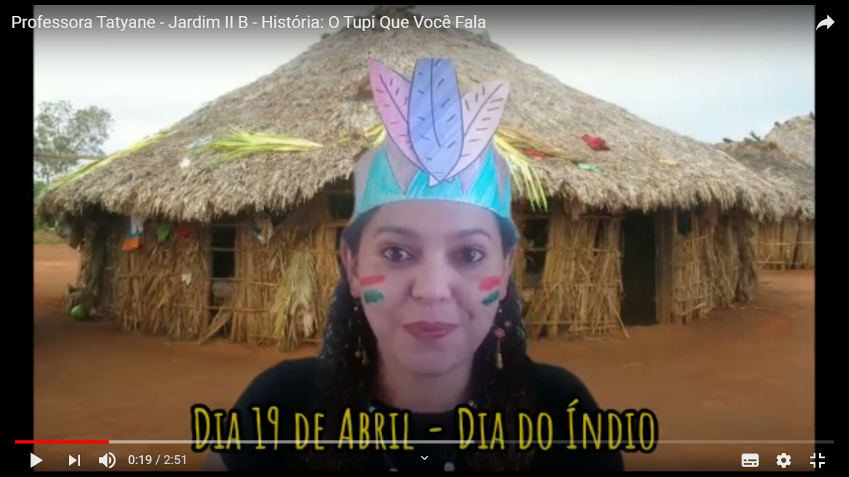 Professora Tatyane - Jardim II B - História: O Tupi Que Você Fala
Dia 19 de Abril - Dia do Índio
0:19 / 2:51